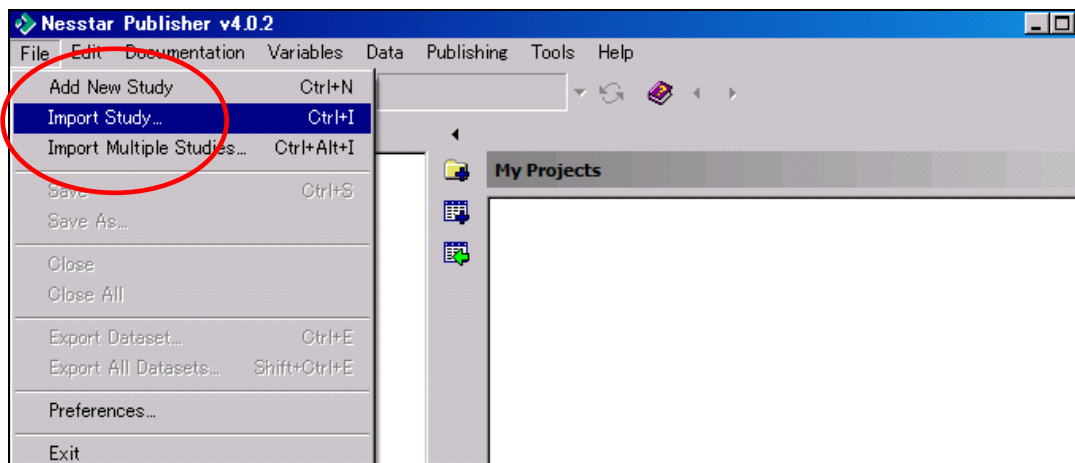 Nesstar Publisher v4.0.2
File Edit Documentation Variables Data Publishing Tools Help
Add New Study Ctrl+N
Import Study... Ctrl+I
Import Multiple Studies... Ctrl+Alt+I
My Projects
Save Ctrl+S
Save As...
Close
Close All
Export Dataset... Ctrl+E
Export All Datasets... Shift+Ctrl+E
Preferences...
Exit